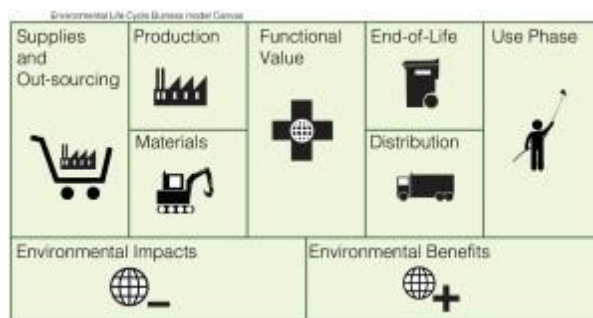 Environmental Life Cycle Business model Canvas
Supplies
and
Out-sourcing
Production
Functional
Value
End-of-Life
Use Phase
Materials
Distribution
Environmental Impacts
Environmental Benefits